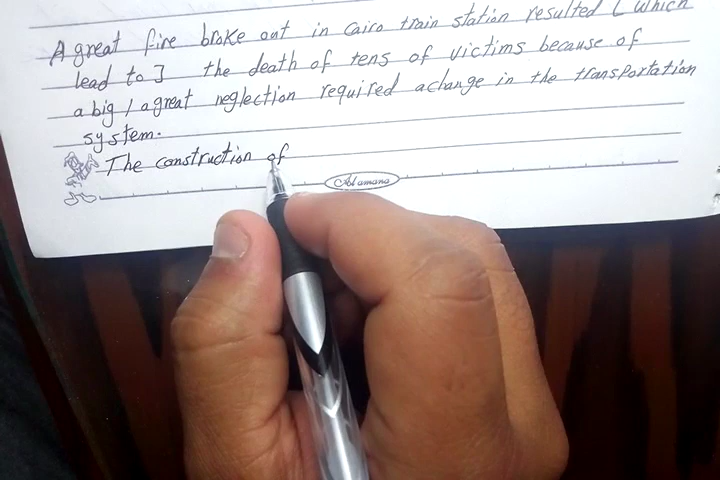 A great fire broke out in Cairo train station resulted ( which
lead to ] the death of tens of victims because of
a big / a great neglection required a change in the transportation
system.
The construction of
Alamana